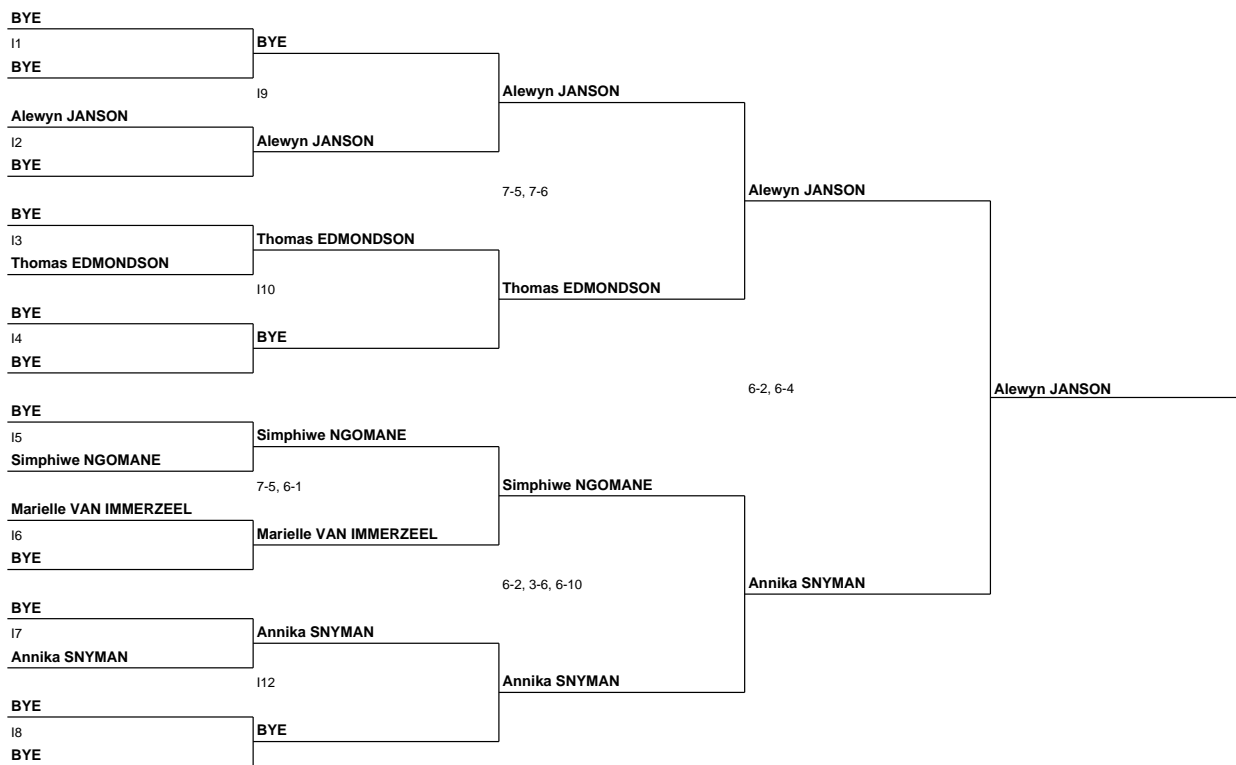 BYE
I1
BYE
BYE
I9
Alewyn JANSON
Alewyn JANSON
I2
Alewyn JANSON
BYE
7-5, 7-6
Alewyn JANSON
BYE
I3
Thomas EDMONDSON
Thomas EDMONDSON
I10
Thomas EDMONDSON
BYE
I4
BYE
BYE
6-2, 6-4
Alewyn JANSON
BYE
I5
Simphiwe NGOMANE
Simphiwe NGOMANE
7-5, 6-1
Simphiwe NGOMANE
Marielle VAN IMMERZEEL
I6
Marielle VAN IMMERZEEL
BYE
6-2, 3-6, 6-10
Annika SNYMAN
BYE
I7
Annika SNYMAN
Annika SNYMAN
I12
Annika SNYMAN
BYE
I8
BYE
BYE